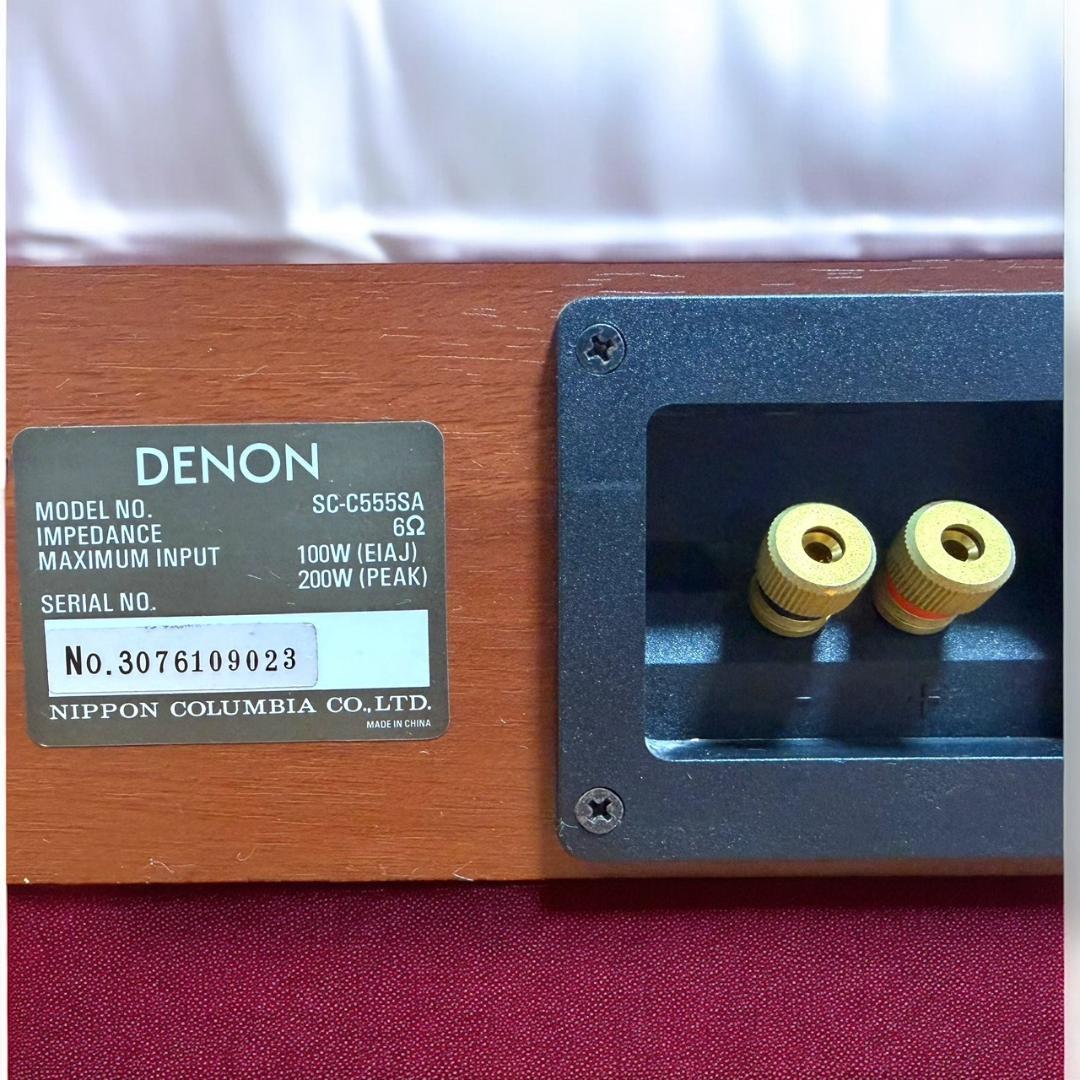 DENON
MODEL NO. SC-C555SA
IMPEDANCE 6Ω
MAXIMUM INPUT 100W (EIAJ)
200W (PEAK)
SERIAL NO.
No.3076109023
NIPPON COLUMBIA CO.,LTD.
MADE IN CHINA
- +